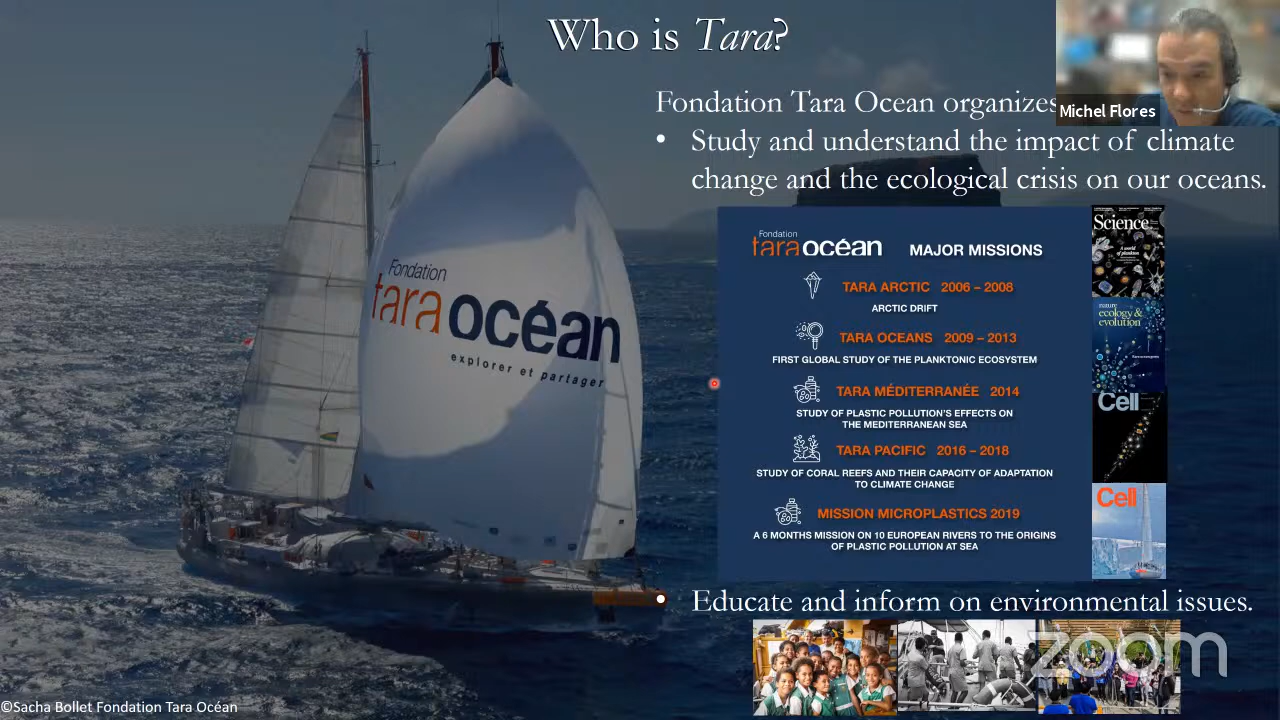 Who is Tara?
Michel Flores
Fondation Tara Ocean organizes
• Study and understand the impact of climate
change and the ecological crisis on our oceans.
Fondation
tara océan
explorer et partager
Fondation
tara océan MAJOR MISSIONS
TARA ARCTIC 2006 – 2008
ARCTIC DRIFT
TARA OCEANS 2009 – 2013
FIRST GLOBAL STUDY OF THE PLANKTONIC ECOSYSTEM
TARA MÉDITERRANÉE 2014
STUDY OF PLASTIC POLLUTION'S EFFECTS ON
THE MEDITERRANEAN SEA
TARA PACIFIC 2016 – 2018
STUDY OF CORAL REEFS AND THEIR CAPACITY OF ADAPTATION
TO CLIMATE CHANGE
MISSION MICROPLASTICS 2019
A 6 MONTHS MISSION ON 10 EUROPEAN RIVERS TO THE ORIGINS
OF PLASTIC POLLUTION AT SEA
Science
A world
of plankton
nature
ecology &
evolution
Cell
Cell
• Educate and inform on environmental issues.
zoom
©Sacha Bollet Fondation Tara Océan